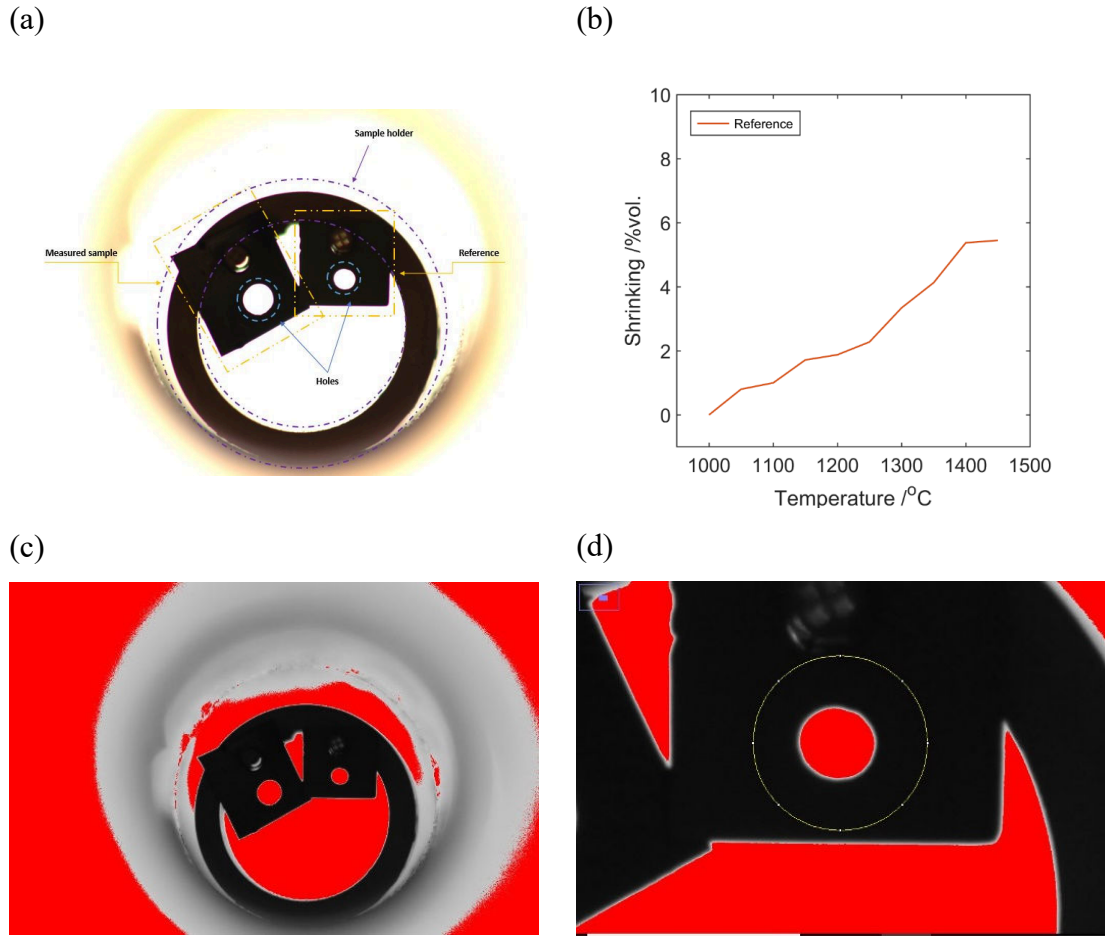 (a)
(b)
Sample holder
Measured sample
Reference
Holes
Reference
10
8
6
4
2
0
Shrinking /%vol.
1000 1100 1200 1300 1400 1500
Temperature /°C
(c)
(d)